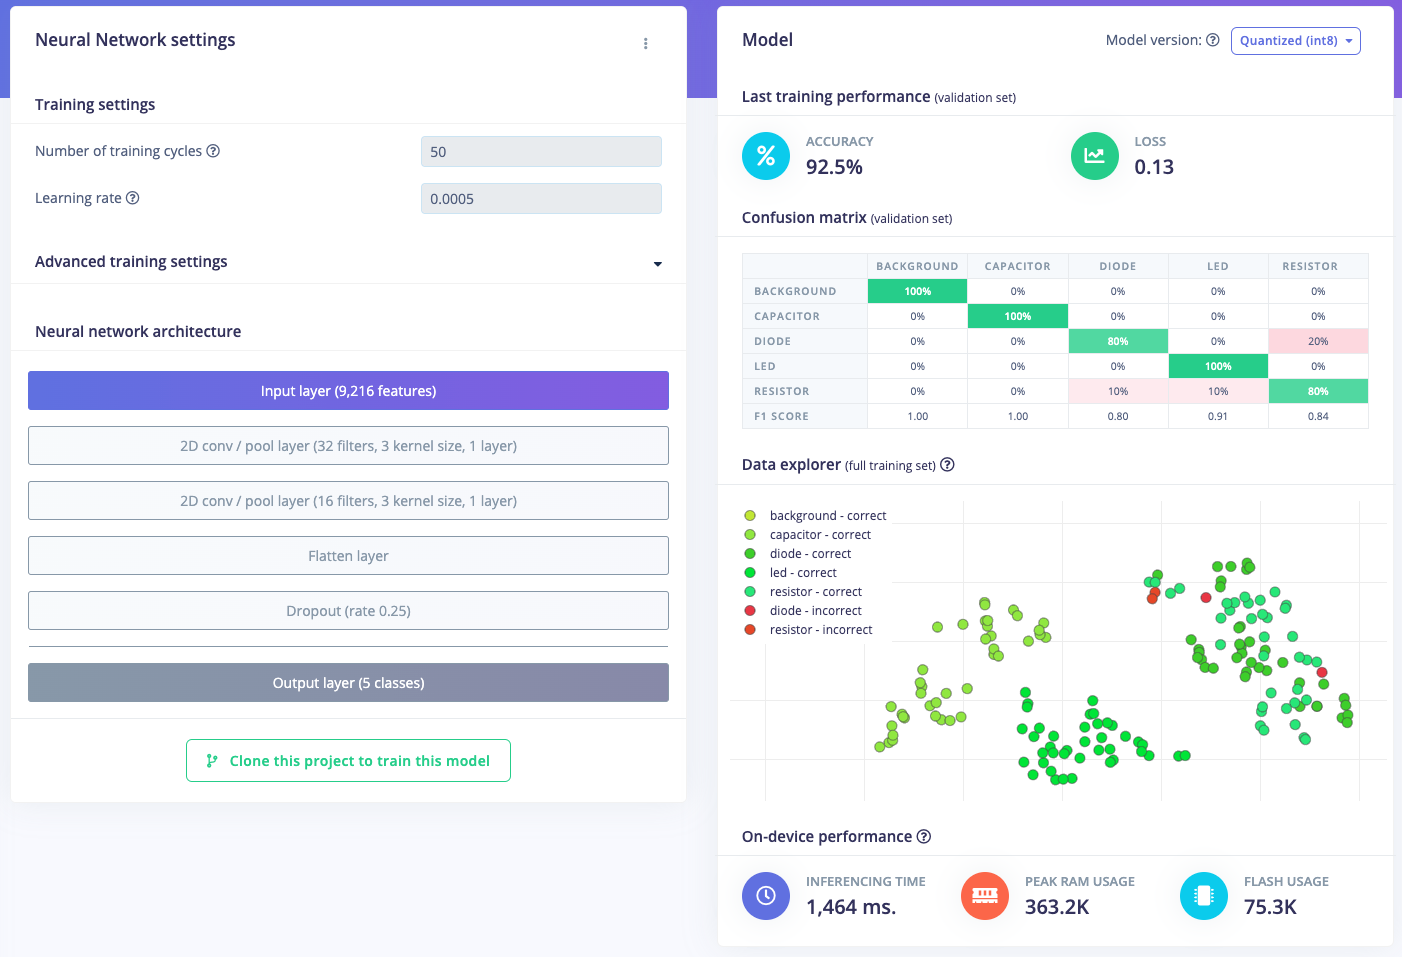 Neural Network settings
Training settings
Number of training cycles
50
Learning rate
0.0005
Advanced training settings
Neural network architecture
Input layer (9,216 features)
2D conv / pool layer (32 filters, 3 kernel size, 1 layer)
2D conv / pool layer (16 filters, 3 kernel size, 1 layer)
Flatten layer
Dropout (rate 0.25)
Output layer (5 classes)
Clone this project to train this model
Model
Model version: Quantized (int8)
Last training performance (validation set)
% ACCURACY
92.5%
LOSS
0.13
Confusion matrix (validation set)
BACKGROUND CAPACITOR DIODE LED RESISTOR
BACKGROUND 100% 0% 0% 0% 0%
CAPACITOR 0% 100% 0% 0% 0%
DIODE 0% 0% 80% 0% 20%
LED 0% 0% 0% 100% 0%
RESISTOR 0% 0% 10% 10% 80%
F1 SCORE 1.00 1.00 0.80 0.91 0.84
Data explorer (full training set)
background - correct
capacitor - correct
diode - correct
led - correct
resistor - correct
diode - incorrect
resistor - incorrect
On-device performance
INFERENCING TIME
1,464 ms.
PEAK RAM USAGE
363.2K
FLASH USAGE
75.3K